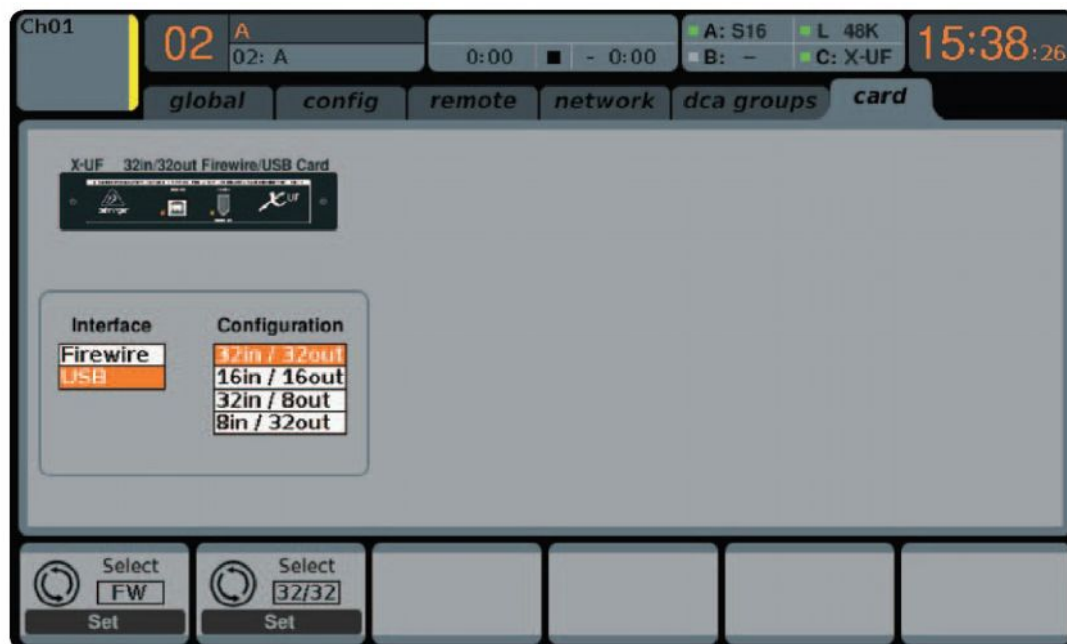 Ch01
02
A
02: A
0:00 - 0:00
A: S16 L 48K
B: - C: X-UF
15:38:26
global config remote network dca groups card
X-UF 32in/32out Firewire/USB Card
behringer
X UF
Interface Configuration
Firewire 32in / 32out
USB 16in / 16out
32in / 8out
8in / 32out
Select Select
FW 32/32
Set Set